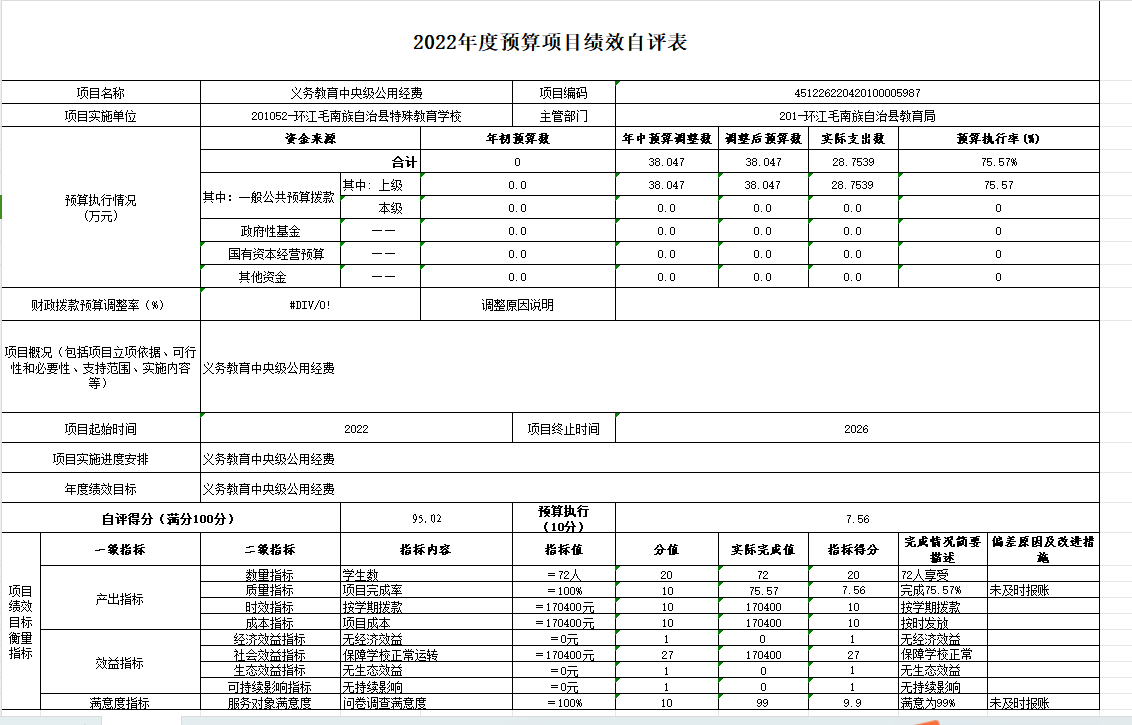 2022年度预算项目绩效自评表
项目名称 义务教育中央级公用经费 项目编码 451226220420100005987
项目实施单位 201052-环江毛南族自治县特殊教育学校 主管部门 201-环江毛南族自治县教育局
预算执行情况
(万元)
资金来源 年初预算数 年中预算调整数 调整后预算数 实际支出数 预算执行率(%)
合计 0 38.047 38.047 28.7539 75.57%
其中：一般公共预算拨款 其中：上级 0.0 38.047 38.047 28.7539 75.57
本级 0.0 0.0 0.0 0.0 0
政府性基金 —— 0.0 0.0 0.0 0.0 0
国有资本经营预算 —— 0.0 0.0 0.0 0.0 0
其他资金 —— 0.0 0.0 0.0 0.0 0
财政拨款预算调整率（%） #DIV/0! 调整原因说明
项目概况（包括项目立项依据、可行
性和必要性、支持范围、实施内容
等）
义务教育中央级公用经费
项目起始时间 2022 项目终止时间 2026
项目实施进度安排 义务教育中央级公用经费
年度绩效目标 义务教育中央级公用经费
自评得分（满分100分） 95.02 预算执行
（10分） 7.56
项目
绩效
目标
衡量
指标
一级指标 二级指标 指标内容 指标值 分值 实际完成值 指标得分 完成情况简要
描述 偏差原因及改进措
施
产出指标
数量指标 学生数 ＝72人 20 72 20 72人享受
质量指标 项目完成率 ＝100% 10 75.57 7.56 完成75.57% 未及时报账
时效指标 按学期拨款 ＝170400元 10 170400 10 按学期拨款
成本指标 项目成本 ＝170400元 10 170400 10 按时发放
效益指标
经济效益指标 无经济效益 ＝0元 1 0 1 无经济效益
社会效益指标 保障学校正常运转 ＝170400元 27 170400 27 保障学校正常
生态效益指标 无生态效益 ＝0元 1 0 1 无生态效益
可持续影响指标 无持续影响 ＝0元 1 0 1 无持续影响
满意度指标 服务对象满意度 问卷调查满意度 ＝100% 10 99 9.9 满意为99% 未及时报账